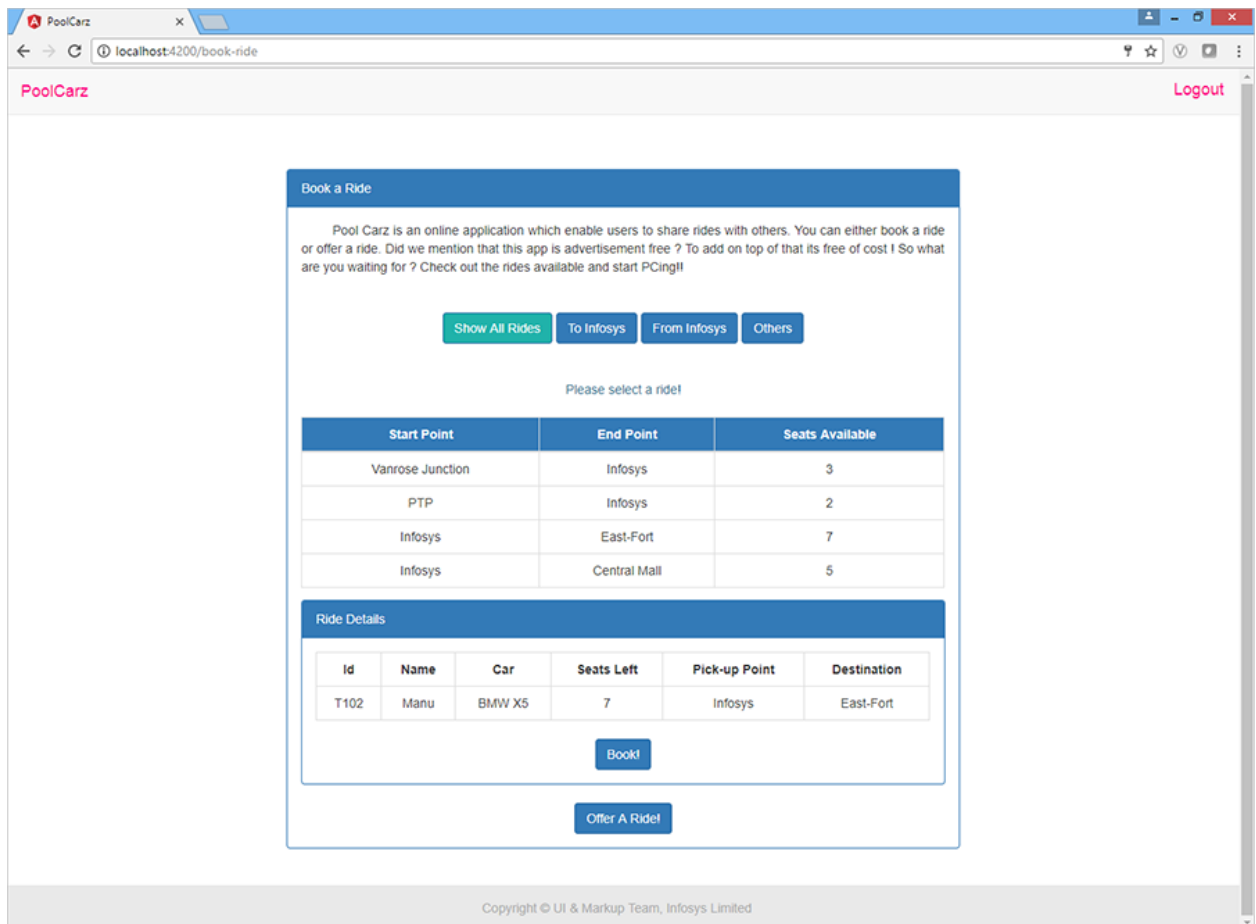 PoolCarz
localhost:4200/book-ride
PoolCarz Logout
Book a Ride
Pool Carz is an online application which enable users to share rides with others. You can either book a ride
or offer a ride. Did we mention that this app is advertisement free ? To add on top of that its free of cost ! So what
are you waiting for ? Check out the rides available and start PCing!!
Show All Rides To Infosys From Infosys Others
Please select a ride!
Start Point End Point Seats Available
Vanrose Junction Infosys 3
PTP Infosys 2
Infosys East-Fort 7
Infosys Central Mall 5
Ride Details
Id Name Car Seats Left Pick-up Point Destination
T102 Manu BMW X5 7 Infosys East-Fort
Book!
Offer A Ride!
Copyright © UI & Markup Team, Infosys Limited